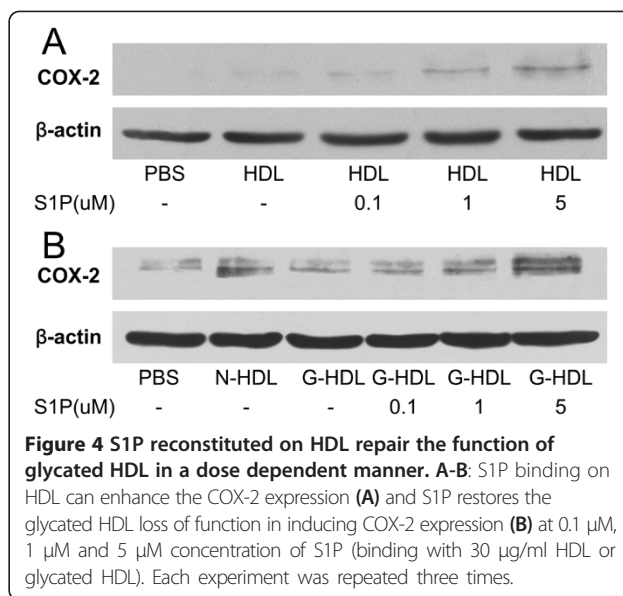 A
COX-2
β-actin
PBS HDL HDL HDL HDL
S1P(uM) - - 0.1 1 5
B
COX-2
β-actin
PBS N-HDL G-HDL G-HDL G-HDL G-HDL
S1P(uM) - - - 0.1 1 5
Figure 4 S1P reconstituted on HDL repair the function of
glycated HDL in a dose dependent manner. A-B: S1P binding on
HDL can enhance the COX-2 expression (A) and S1P restores the
glycated HDL loss of function in inducing COX-2 expression (B) at 0.1 μM,
1 μM and 5 μM concentration of S1P (binding with 30 μg/ml HDL or
glycated HDL). Each experiment was repeated three times.